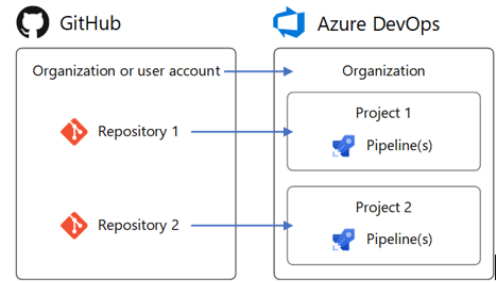 GitHub
Azure DevOps
Organization or user account
Organization
Repository 1
Project 1
Pipeline(s)
Repository 2
Project 2
Pipeline(s)